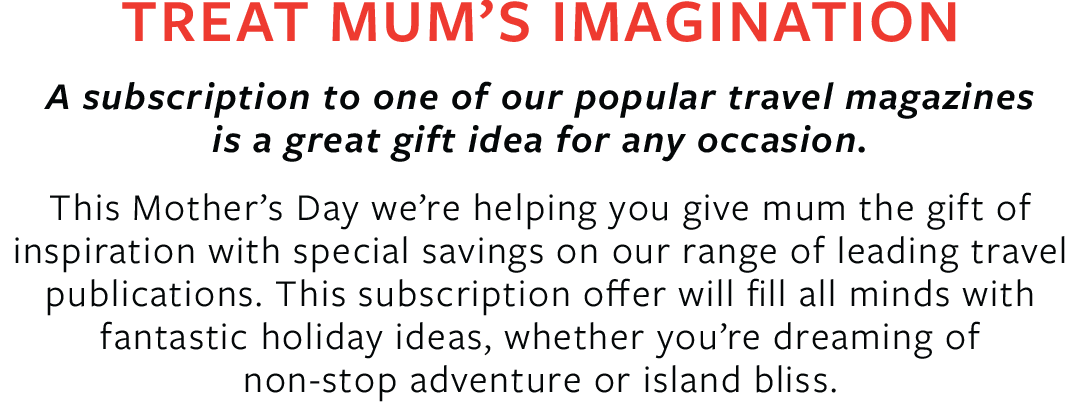 TREAT MUM’S IMAGINATION
A subscription to one of our popular travel magazines
is a great gift idea for any occasion.
This Mother’s Day we’re helping you give mum the gift of
inspiration with special savings on our range of leading travel
publications. This subscription offer will fill all minds with
fantastic holiday ideas, whether you’re dreaming of
non-stop adventure or island bliss.